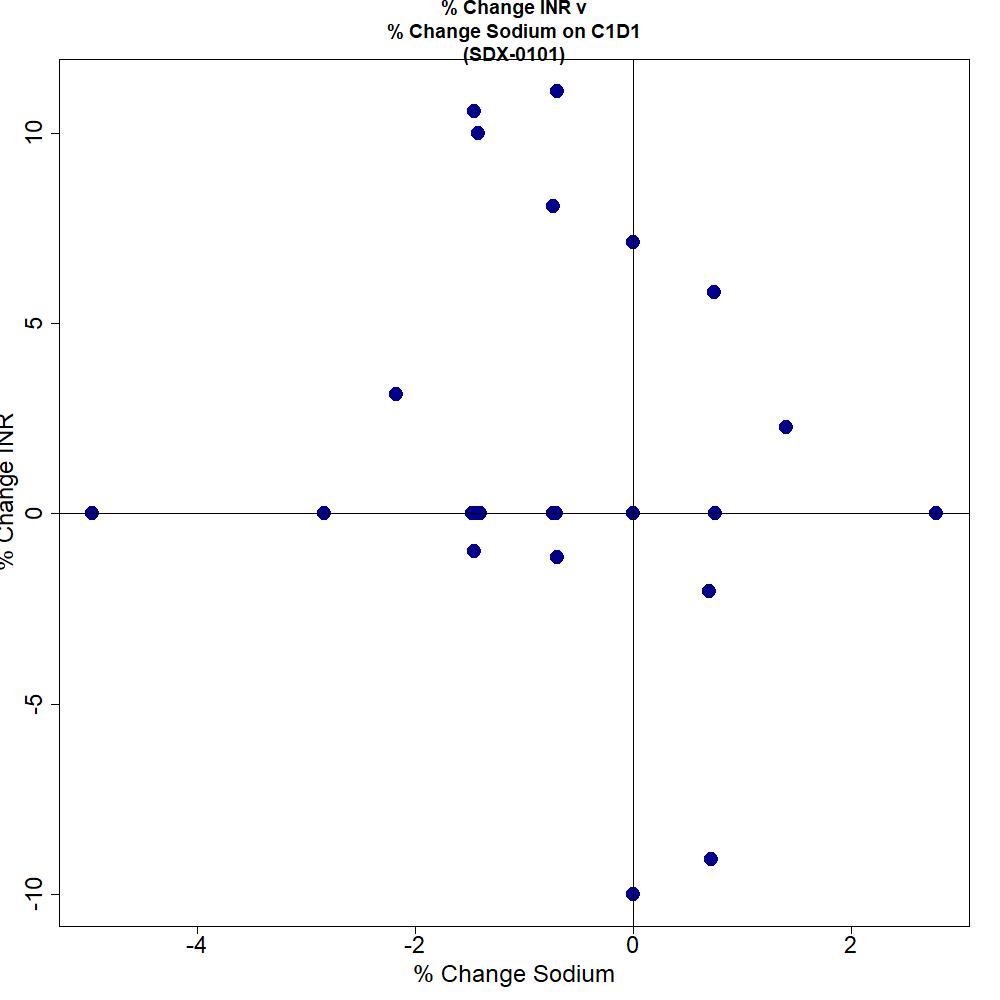 % Change INR v
% Change Sodium on C1D1
(SDX-0101)
10
5
0
-5
-10
% Change INR
-4
-2
0
2
% Change Sodium